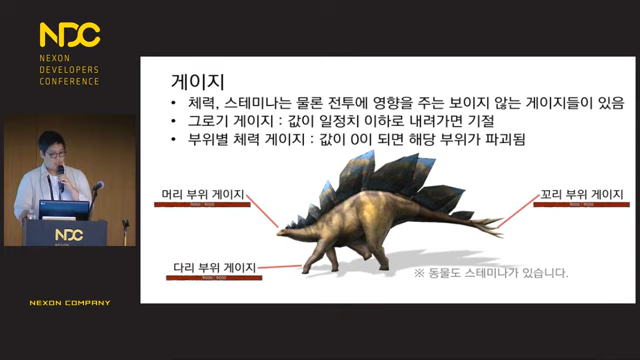 NDC
NEXON
DEVELOPERS
CONFERENCE
게이지
• 체력, 스테미나는 물론 전투에 영향을 주는 보이지 않는 게이지들이 있음
• 그로기 게이지 : 값이 일정치 이하로 내려가면 기절
• 부위별 체력 게이지 : 값이 0이 되면 해당 부위가 파괴됨
머리 부위 게이지
꼬리 부위 게이지
다리 부위 게이지
※ 동물도 스테미나가 있습니다.
NDC
NEXON COMPANY